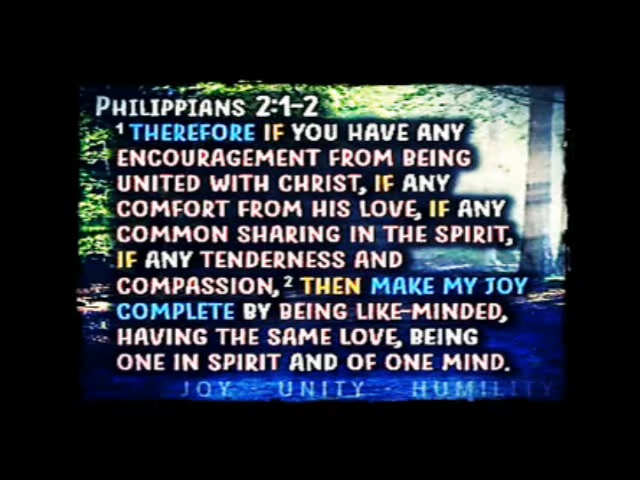 PHILIPPIANS 2:1-2
¹ THEREFORE IF YOU HAVE ANY
ENCOURAGEMENT FROM BEING
UNITED WITH CHRIST, IF ANY
COMFORT FROM HIS LOVE, IF ANY
COMMON SHARING IN THE SPIRIT,
IF ANY TENDERNESS AND
COMPASSION, ² THEN MAKE MY JOY
COMPLETE BY BEING LIKE-MINDED,
HAVING THE SAME LOVE, BEING
ONE IN SPIRIT AND OF ONE MIND.
JOY - UNITY - HUMILITY